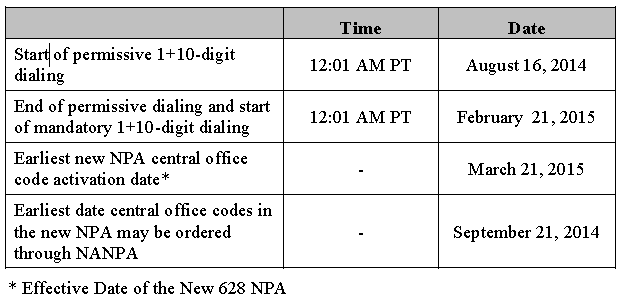 Time Date
Start of permissive 1+10-digit
dialing
12:01 AM PT August 16, 2014
End of permissive dialing and start
of mandatory 1+10-digit dialing
12:01 AM PT February 21, 2015
Earliest new NPA central office
code activation date*
- March 21, 2015
Earliest date central office codes in
the new NPA may be ordered
through NANPA
- September 21, 2014
* Effective Date of the New 628 NPA